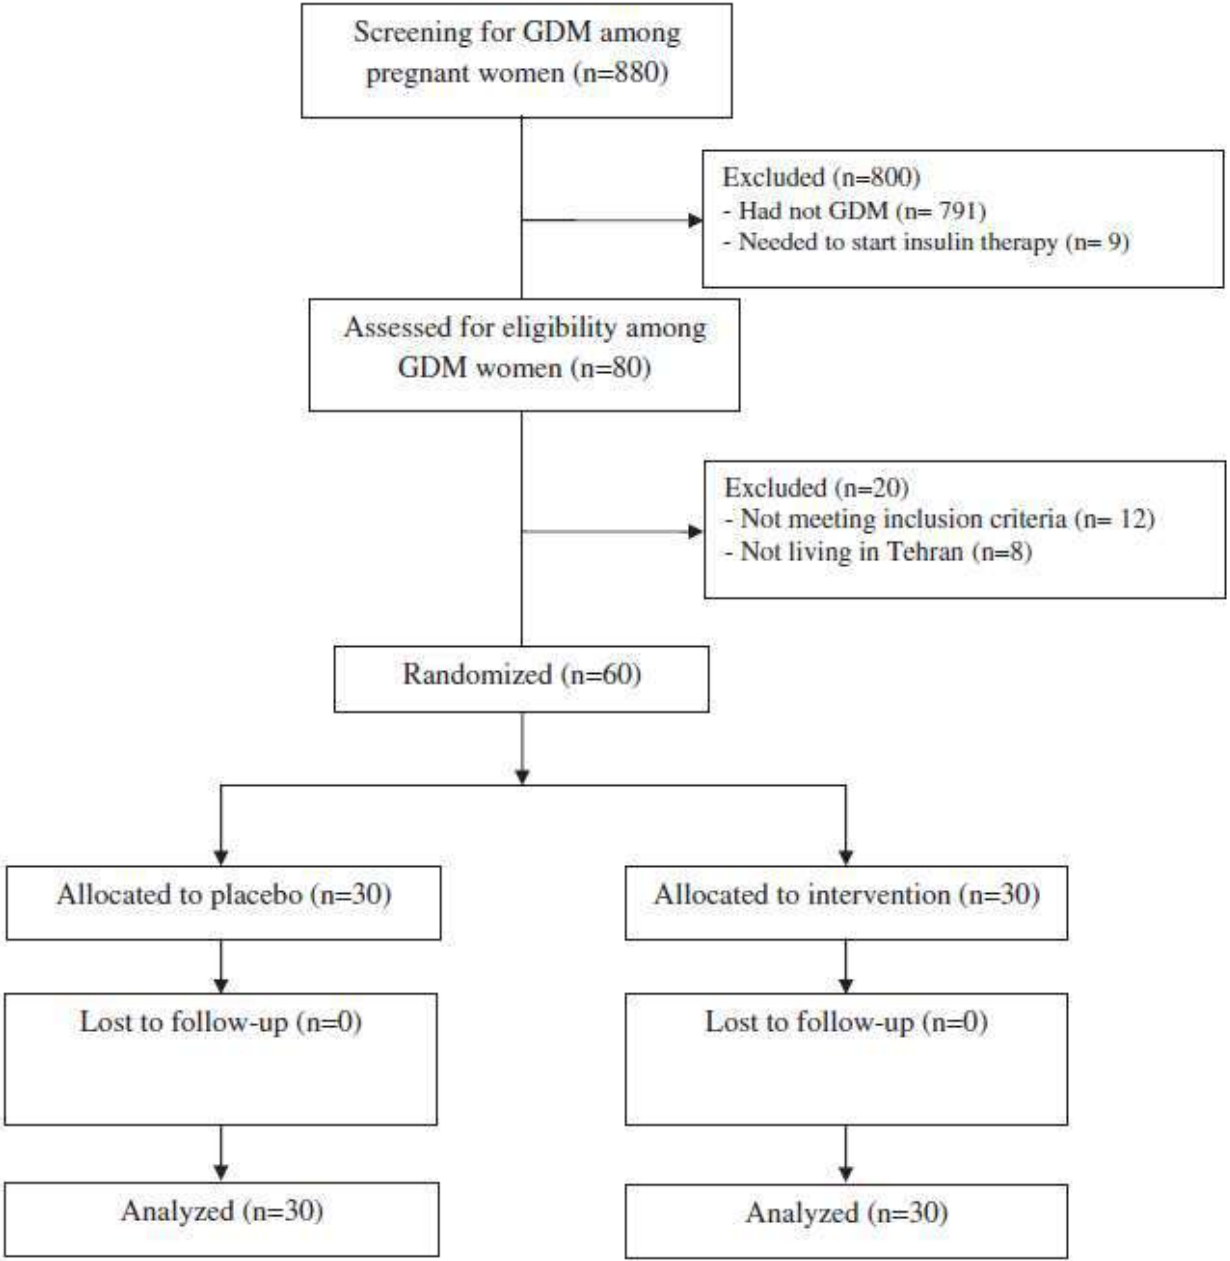 Screening for GDM among
pregnant women (n=880)
Excluded (n=800)
- Had not GDM (n= 791)
- Needed to start insulin therapy (n= 9)
Assessed for eligibility among
GDM women (n=80)
Excluded (n=20)
- Not meeting inclusion criteria (n= 12)
- Not living in Tehran (n=8)
Randomized (n=60)
Allocated to placebo (n=30)
Allocated to intervention (n=30)
Lost to follow-up (n=0)
Lost to follow-up (n=0)
Analyzed (n=30)
Analyzed (n=30)